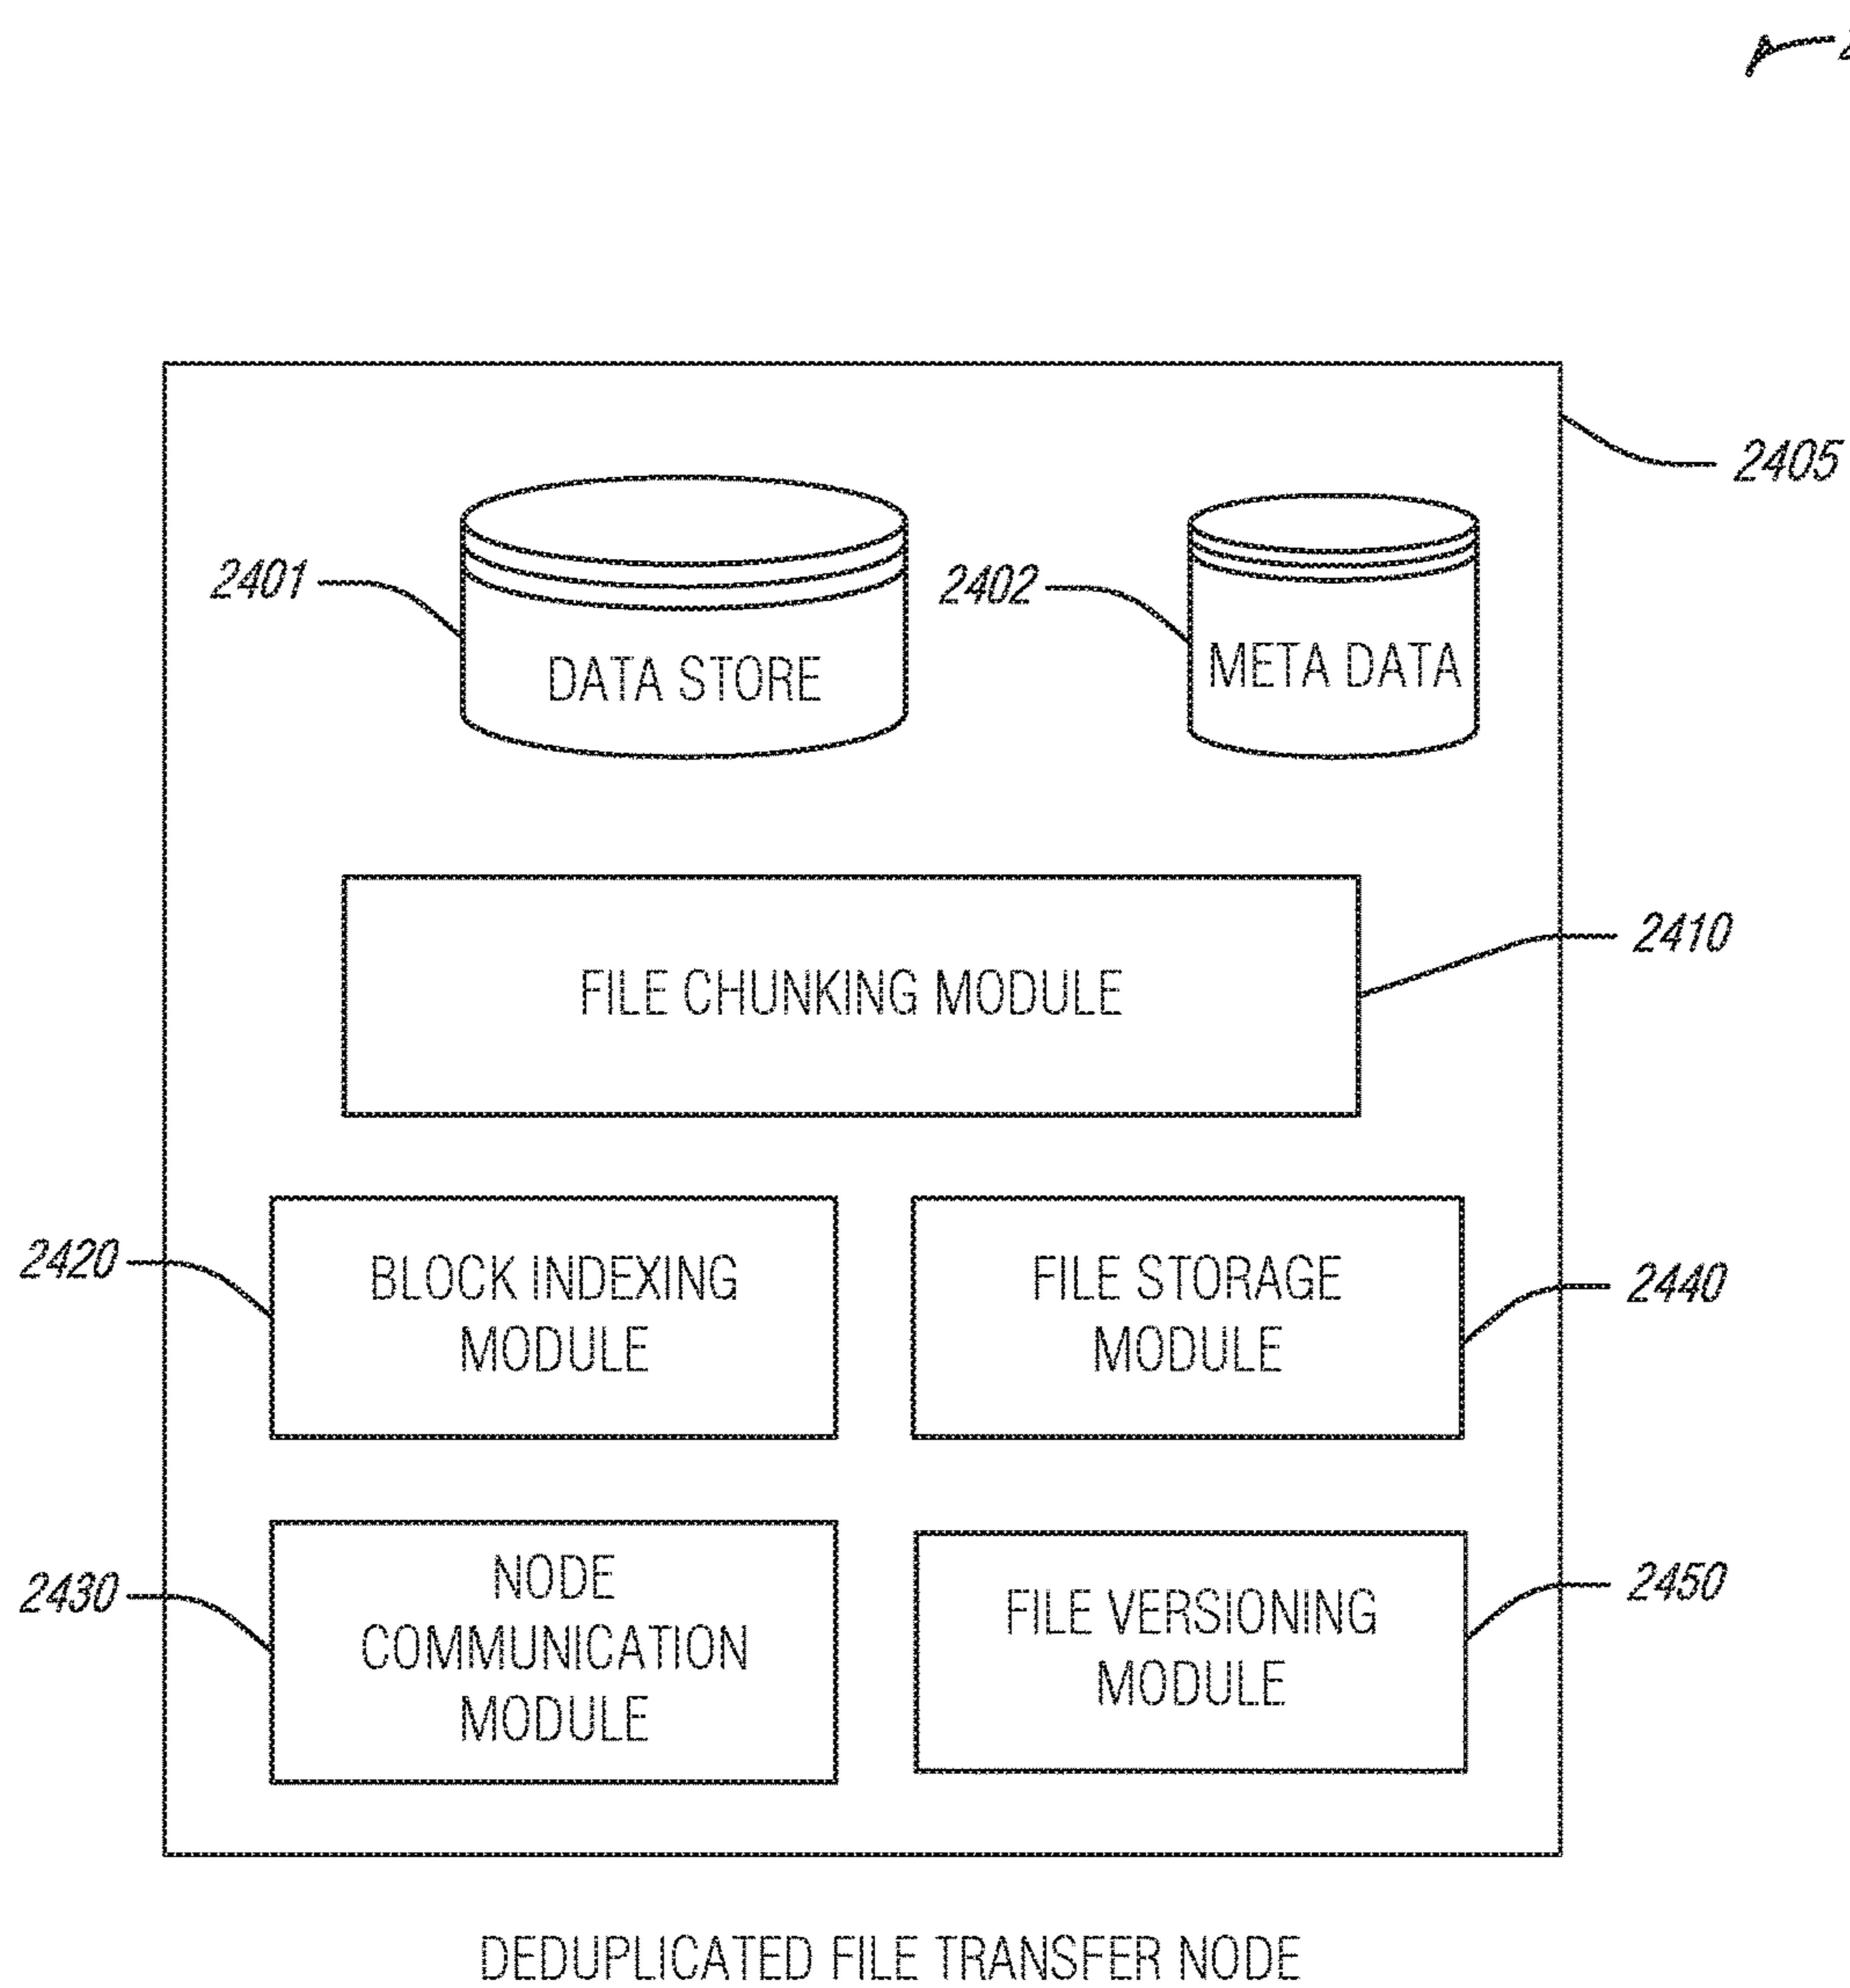 2405
2401
2402
DATA STORE
META DATA
2410
FILE CHUNKING MODULE
2420
BLOCK INDEXING
MODULE
FILE STORAGE
MODULE
2440
2430
NODE
COMMUNICATION
MODULE
FILE VERSIONING
MODULE
2450
DEDUPLICATED FILE TRANSFER NODE